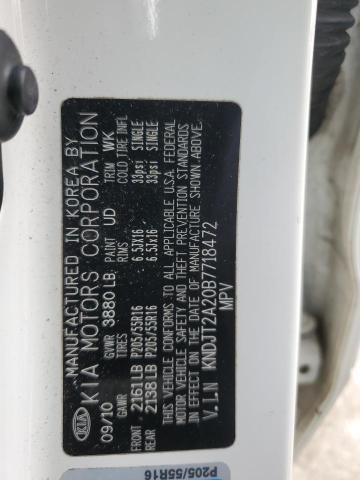 MANUFACTURED IN KOREA BY
KIA KIA MOTORS CORPORATION
09/10 GVWR 3880 LB PAINT UD TRIM WK
RIMS COLD TIRE INFL
FRONT 2161 LB P205/55R16 6.5JX16 33psi SINGLE
REAR 2138 LB P205/55R16 6.5JX16 33psi SINGLE
THIS VEHICLE CONFORMS TO ALL APPLICABLE U.S.A. FEDERAL
MOTOR VEHICLE SAFETY AND THEFT PREVENTION STANDARDS
IN EFFECT ON THE DATE OF MANUFACTURE SHOWN ABOVE.
V.I.N KNDJT2A20B7718472
MPV
P205/55R16